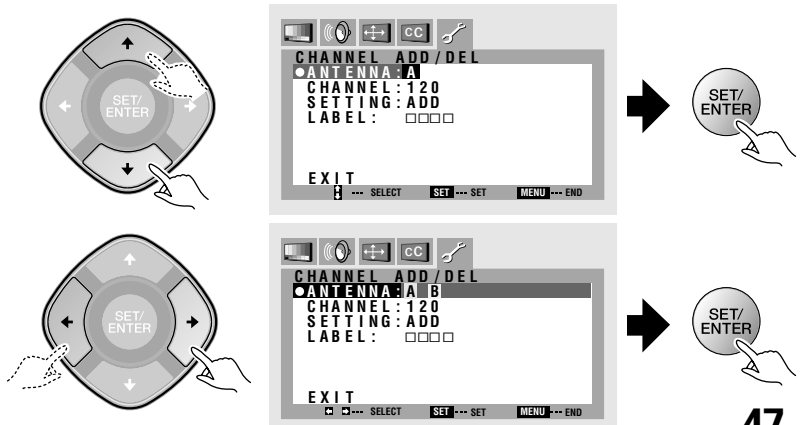 SET/
ENTER
CC
CHANNEL ADD/DEL
●ANTENNA:A
CHANNEL:120
SETTING:ADD
LABEL: □□□□
EXIT
--- SELECT SET --- SET MENU --- END
SET/
ENTER
SET/
ENTER
CC
CHANNEL ADD/DEL
●ANTENNA:A B
CHANNEL:120
SETTING:ADD
LABEL: □□□□
EXIT
--- SELECT SET --- SET MENU --- END
SET/
ENTER
47